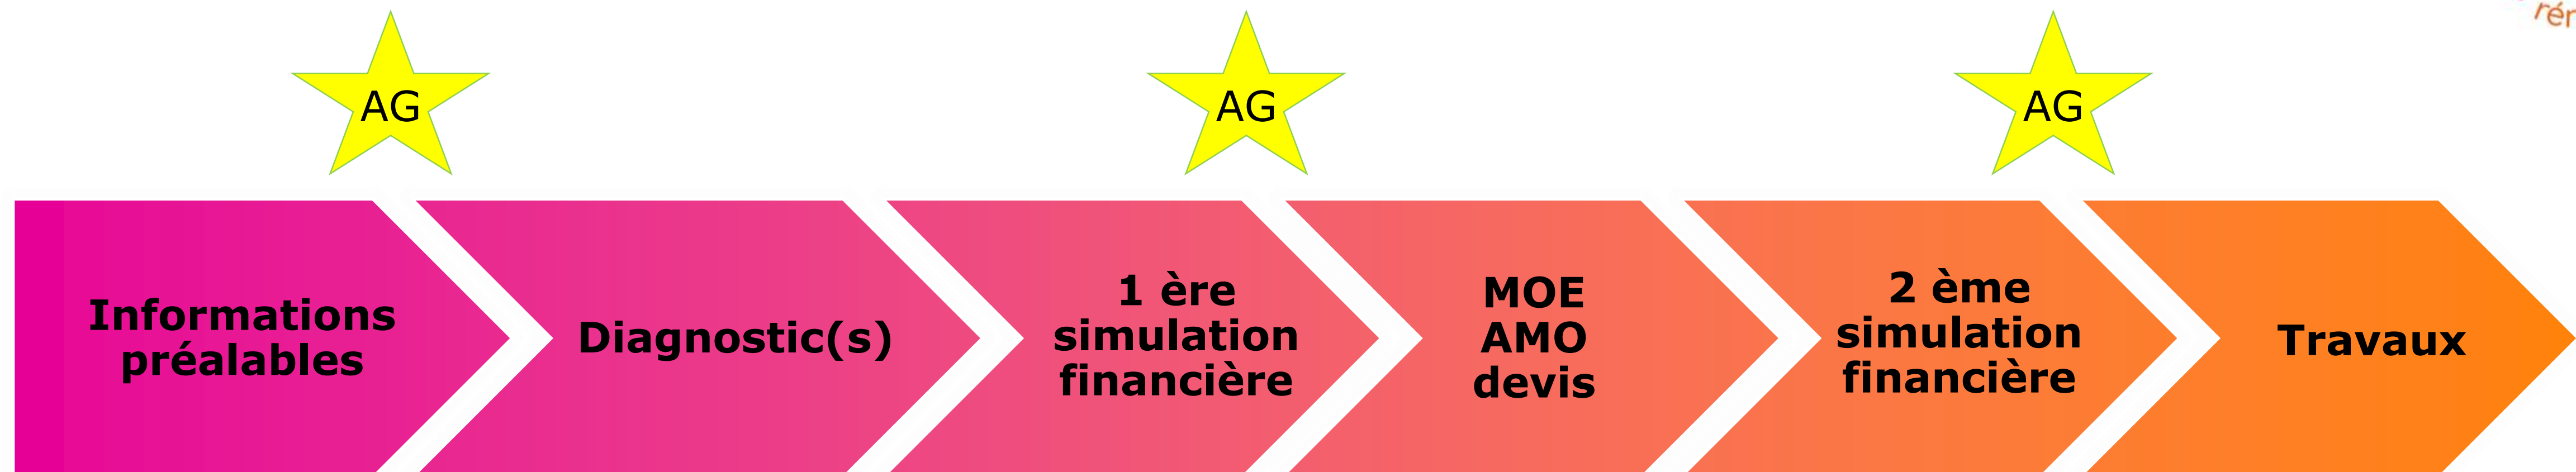 AG
AG
AG
Informations
préalables
Diagnostic(s)
1 ère
simulation
financière
MOE
AMO
devis
2 ème
simulation
financière
Travaux